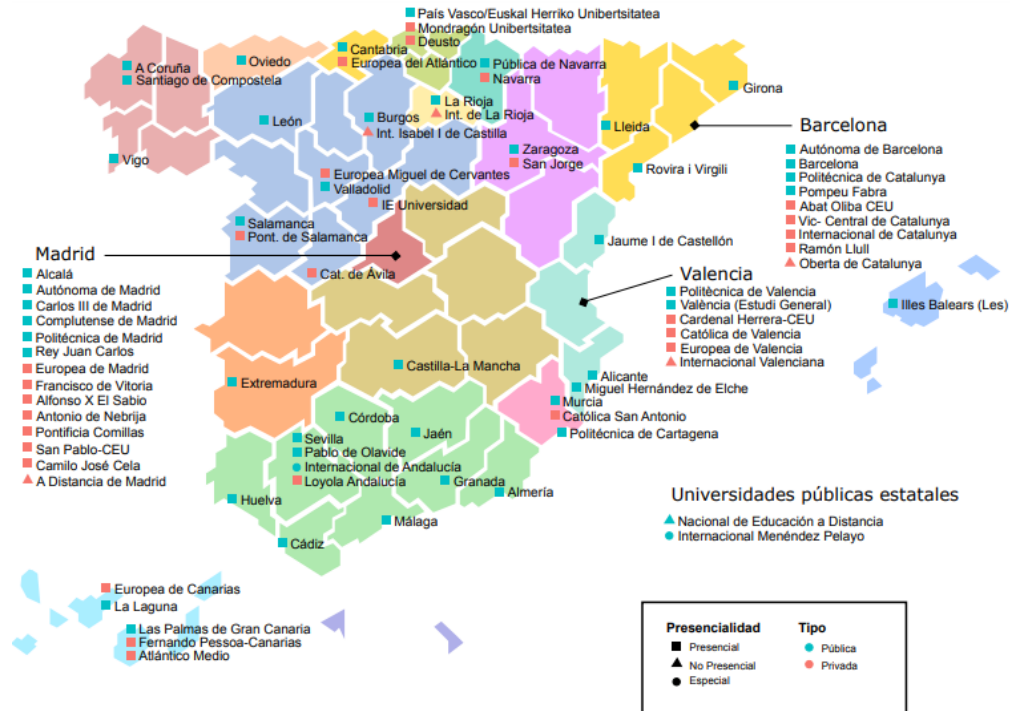 País Vasco/Euskal Herriko Unibertsitatea
Mondragón Unibertsitatea
Deusto
Cantabria
Europea del Atlántico
Oviedo
A Coruña
Santiago de Compostela
Vigo
Pública de Navarra
Navarra
La Rioja
Int. de La Rioja
León
Burgos
Int. Isabel I de Castilla
Europea Miguel de Cervantes
Valladolid
IE Universidad
Salamanca
Pont. de Salamanca
Cat. de Ávila
Zaragoza
San Jorge
Lleida
Girona
Rovira i Virgili
Barcelona
Autónoma de Barcelona
Barcelona
Politécnica de Catalunya
Pompeu Fabra
Abat Oliba CEU
Vic- Central de Catalunya
Internacional de Catalunya
Ramón Llull
Oberta de Catalunya
Madrid
Alcalá
Autónoma de Madrid
Carlos III de Madrid
Complutense de Madrid
Politécnica de Madrid
Rey Juan Carlos
Europea de Madrid
Francisco de Vitoria
Alfonso X El Sabio
Antonio de Nebrija
Pontificia Comillas
San Pablo-CEU
Camilo José Cela
A Distancia de Madrid
Jaume I de Castellón
Valencia
Politècnica de Valencia
València (Estudi General)
Cardenal Herrera-CEU
Católica de Valencia
Europea de Valencia
Internacional Valenciana
Illes Balears (Les)
Castilla-La Mancha
Extremadura
Alicante
Miguel Hernández de Elche
Murcia
Católica San Antonio
Politécnica de Cartagena
Córdoba
Jaén
Sevilla
Pablo de Olavide
Internacional de Andalucía
Loyola Andalucía
Granada
Almería
Huelva
Málaga
Cádiz
Universidades públicas estatales
Nacional de Educación a Distancia
Internacional Menéndez Pelayo
Europea de Canarias
La Laguna
Las Palmas de Gran Canaria
Fernando Pessoa-Canarias
Atlántico Medio
Presencialidad Tipo
Presencial Pública
No Presencial Privada
Especial